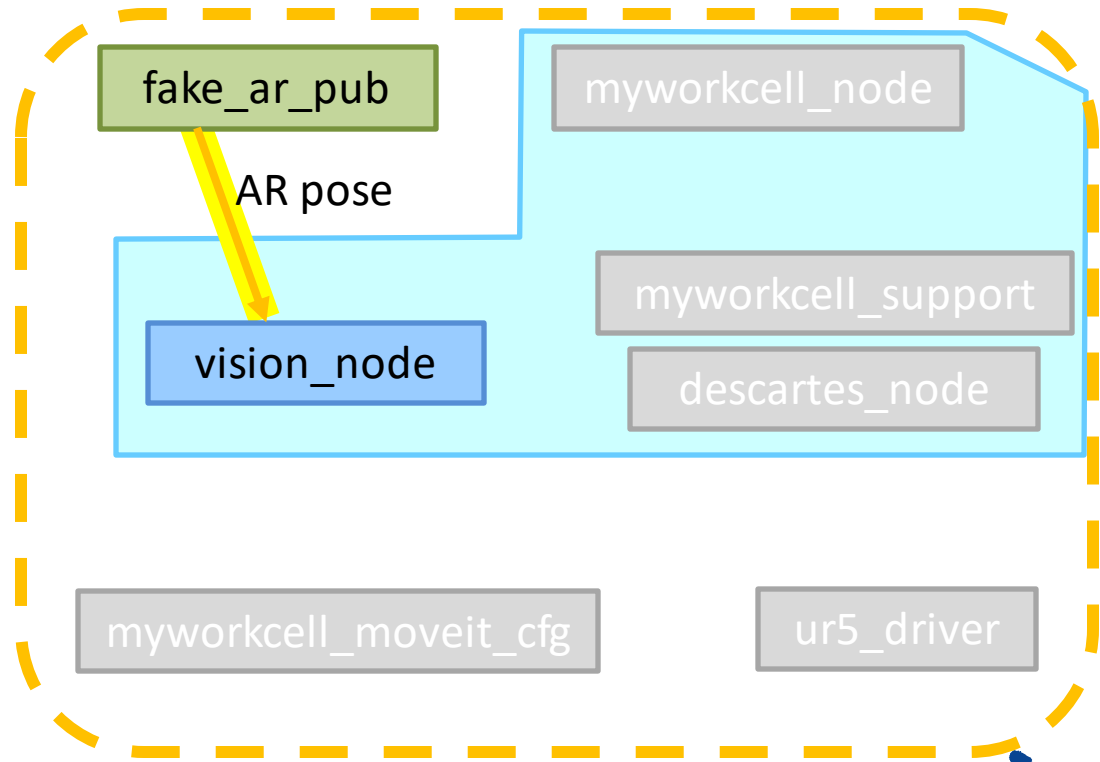 fake_ar_pub
myworkcell_node
AR pose
myworkcell_support
vision_node
descartes_node
myworkcell_moveit_cfg
ur5_driver